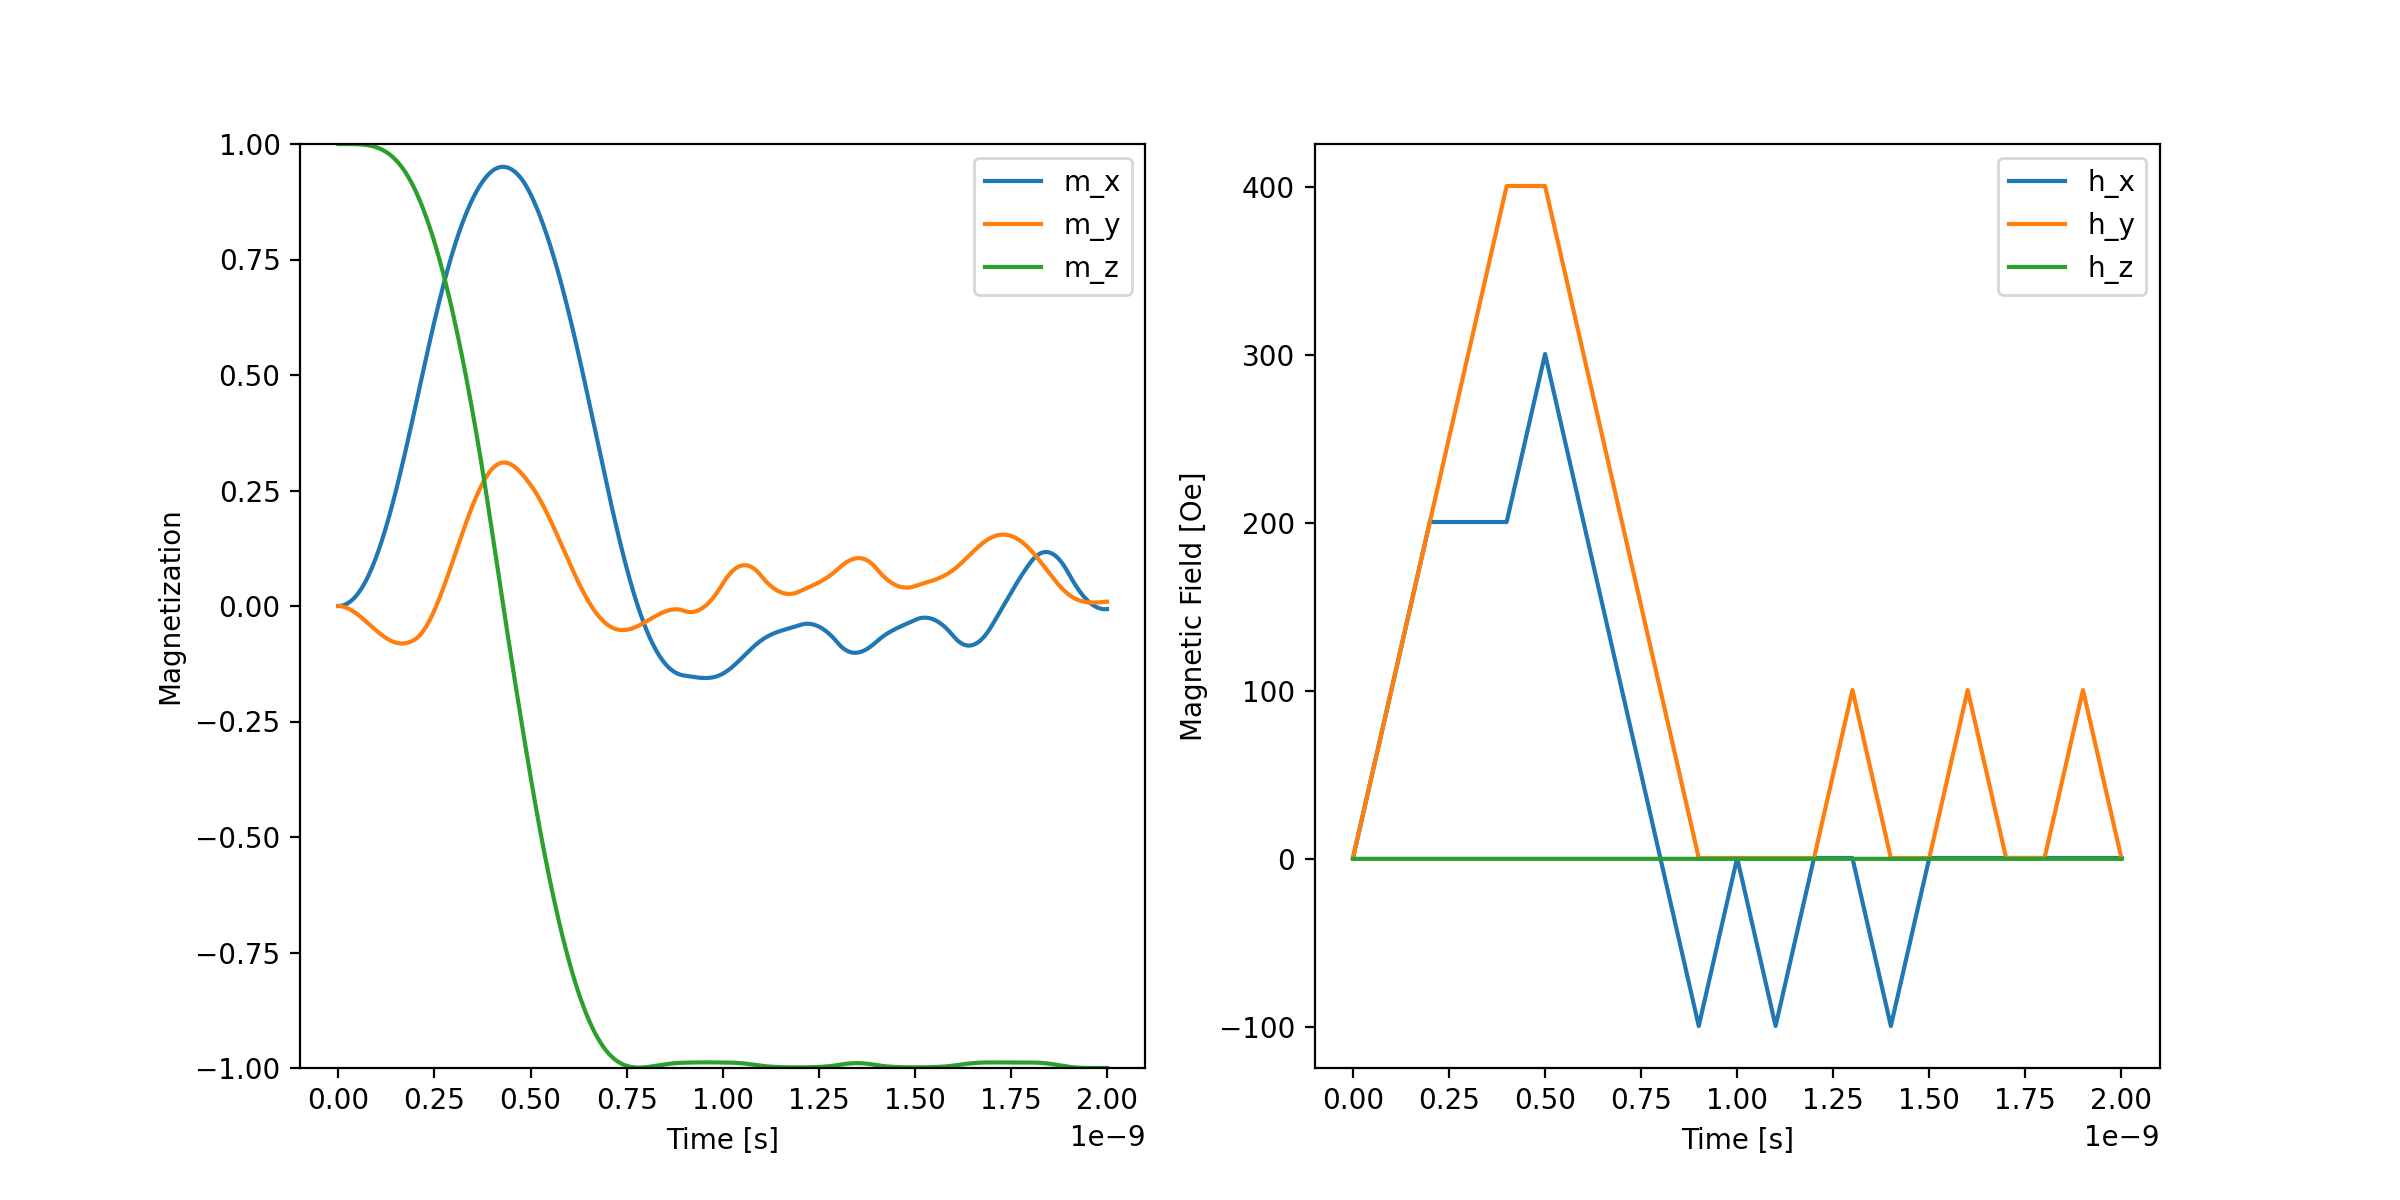 1.00
0.75
0.50
0.25
0.00
−0.25
−0.50
−0.75
−1.00
Magnetization
0.00 0.25 0.50 0.75 1.00 1.25 1.50 1.75 2.00
Time [s]
1e−9
m_x
m_y
m_z
400
300
200
100
0
−100
Magnetic Field [Oe]
0.00 0.25 0.50 0.75 1.00 1.25 1.50 1.75 2.00
Time [s]
1e−9
h_x
h_y
h_z